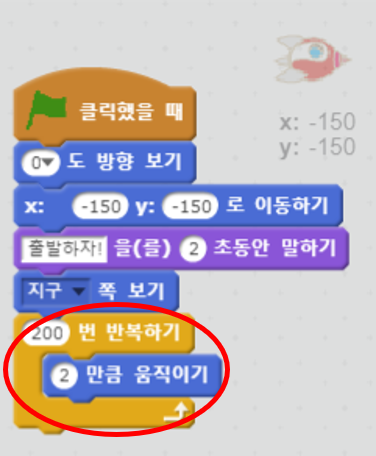 클릭했을 때
x: -150
y: -150
0 도 방향 보기
x: -150 y: -150 로 이동하기
출발하자! 을(를) 2 초동안 말하기
지구 쪽 보기
200 번 반복하기
2 만큼 움직이기